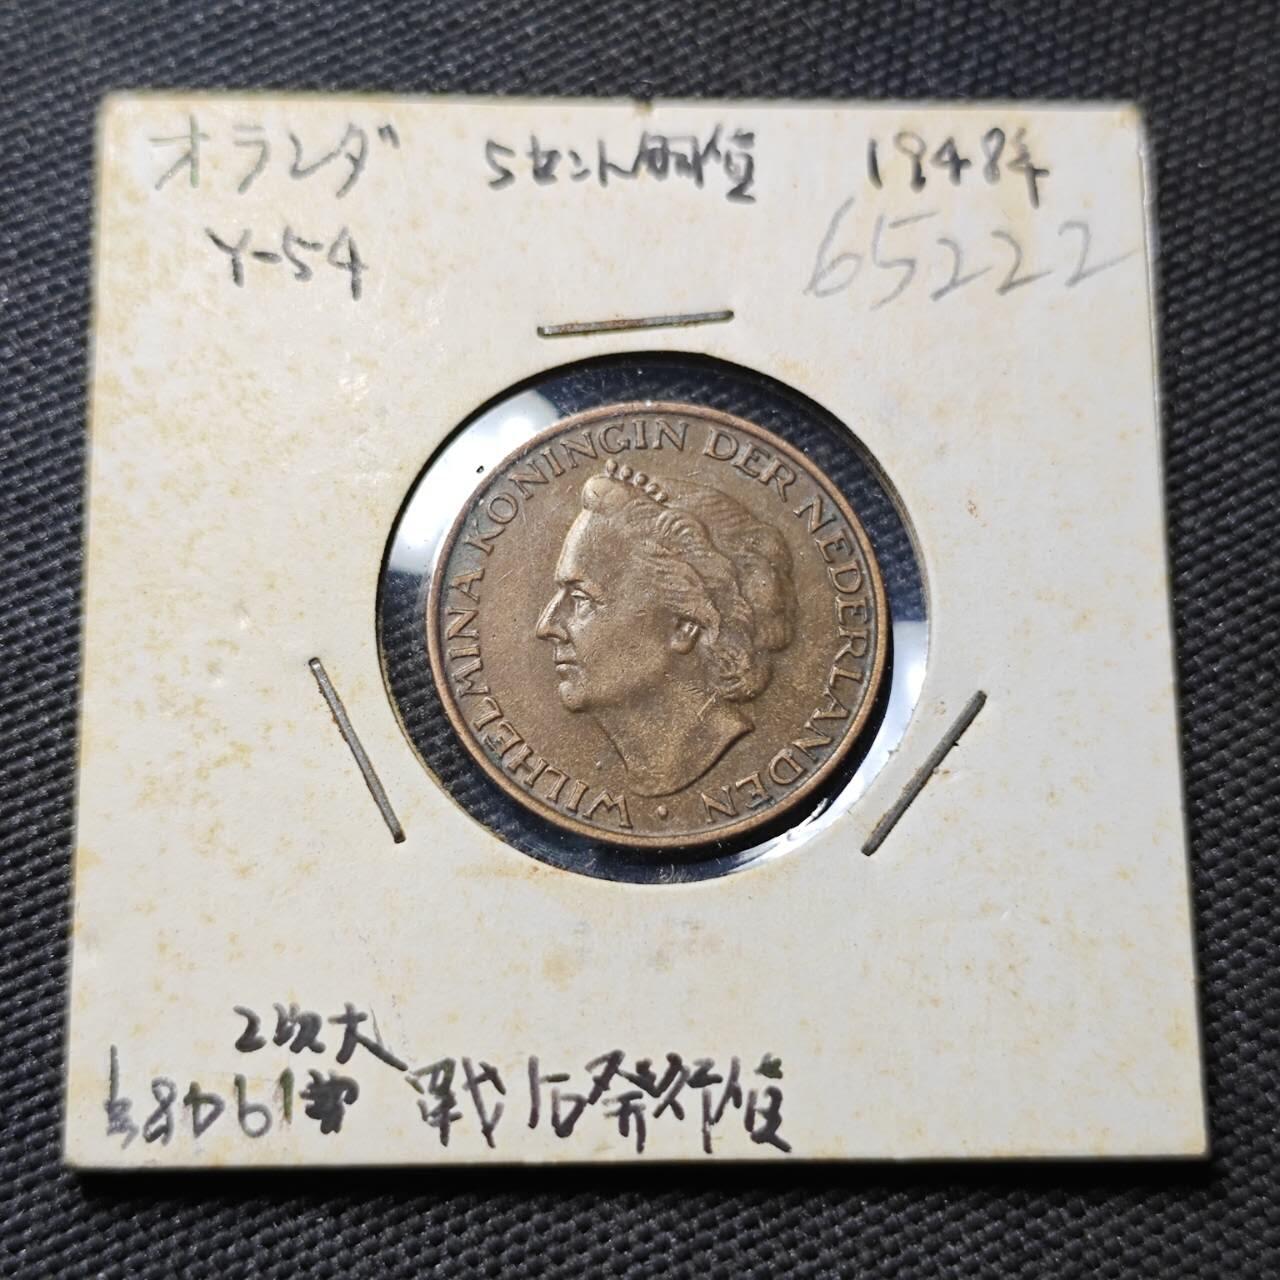 オランダ 5セント銅貨 1948年
Y-54 65222
WILHELMINA KONINGIN DER NEDERLANDEN
2次大
戦后発行貨